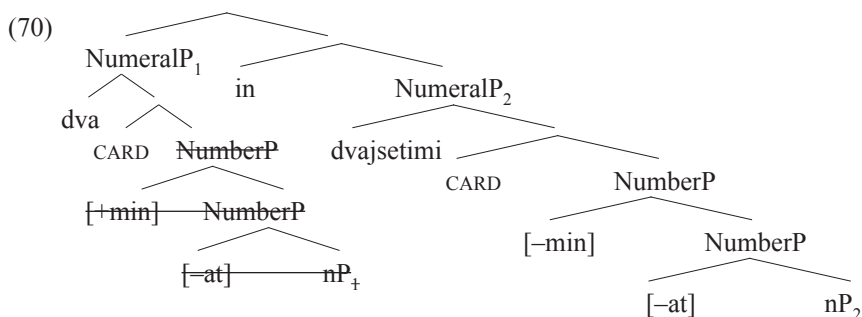 (70)
NumeralP1
in
NumeralP2
dva
CARD
NumberP
dvajsetimi
CARD
NumberP
[+min]
NumberP
[–min]
NumberP
[–at]
nP1
[–at]
nP2